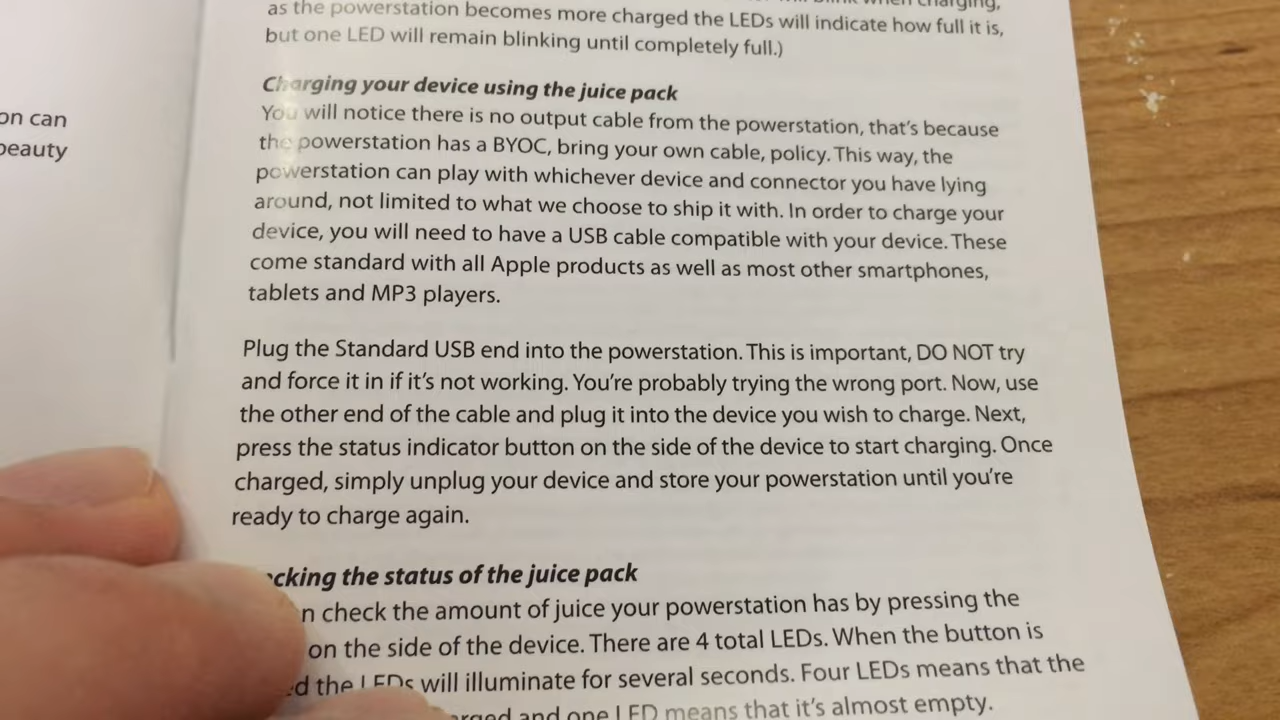 as the powerstation becomes more charged the LEDs will indicate how full it is,
but one LED will remain blinking until completely full.)
Charging your device using the juice pack
You will notice there is no output cable from the powerstation, that's because
the powerstation has a BYOC, bring your own cable, policy. This way, the
powerstation can play with whichever device and connector you have lying
around, not limited to what we choose to ship it with. In order to charge your
device, you will need to have a USB cable compatible with your device. These
come standard with all Apple products as well as most other smartphones,
tablets and MP3 players.
Plug the Standard USB end into the powerstation. This is important, DO NOT try
and force it in if it's not working. You're probably trying the wrong port. Now, use
the other end of the cable and plug it into the device you wish to charge. Next,
press the status indicator button on the side of the device to start charging. Once
charged, simply unplug your device and store your powerstation until you're
ready to charge again.
cking the status of the juice pack
n check the amount of juice your powerstation has by pressing the
on the side of the device. There are 4 total LEDs. When the button is
d the LEDs will illuminate for several seconds. Four LEDs means that the
and one LED means that it's almost empty.
on can
beauty